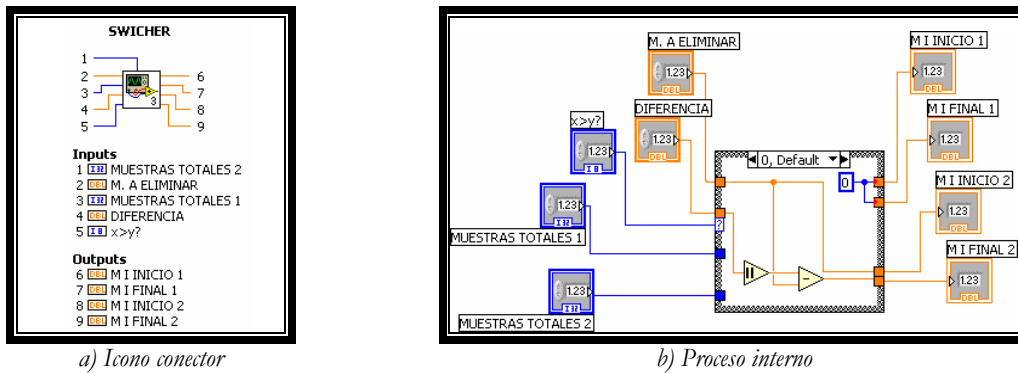 SWICHER
1
2
3
4
5
3
6
7
8
9
Inputs
1 I32 MUESTRAS TOTALES 2
2 DBL M. A ELIMINAR
3 I32 MUESTRAS TOTALES 1
4 DBL DIFERENCIA
5 I 8 x>y?
Outputs
6 DBL M I INICIO 1
7 DBL M I FINAL 1
8 DBL M I INICIO 2
9 DBL M I FINAL 2
a) Icono conector
M. A ELIMINAR
1.23
DBL
DIFERENCIA
1.23
DBL
x>y?
1.23
I 8
MUESTRAS TOTALES 1
1.23
I32
MUESTRAS TOTALES 2
1.23
I32
0, Default
0
?
M I INICIO 1
1.23
DBL
M I FINAL 1
1.23
DBL
M I INICIO 2
1.23
DBL
M I FINAL 2
1.23
DBL
b) Proceso interno